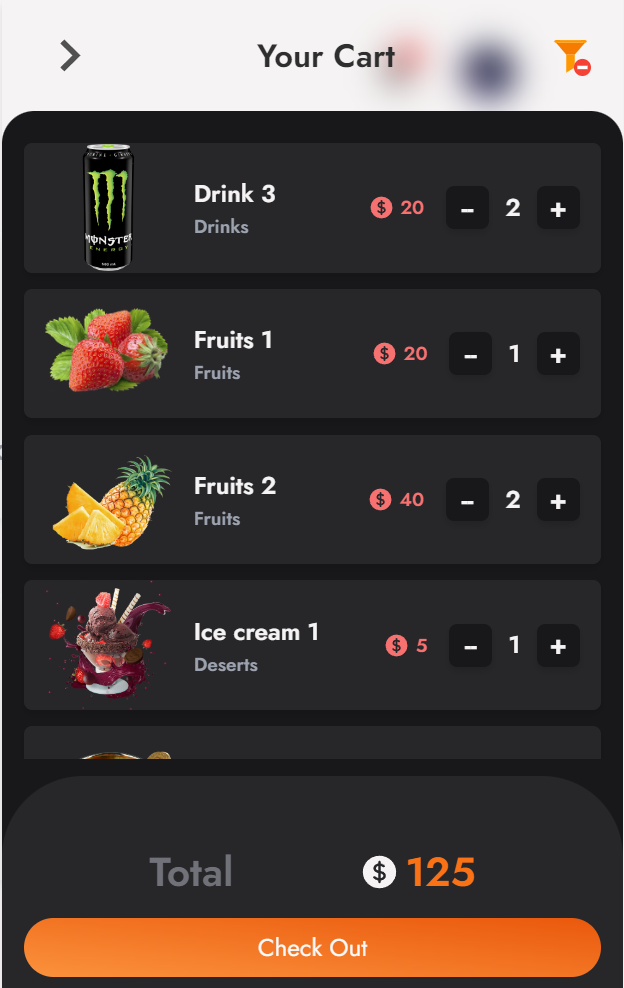 Your Cart
MONSTER
ENERGY
Drink 3
Drinks
$ 20
- 2 +
Fruits 1
Fruits
$ 20
- 1 +
Fruits 2
Fruits
$ 40
- 2 +
Ice cream 1
Deserts
$ 5
- 1 +
Total
$ 125
Check Out